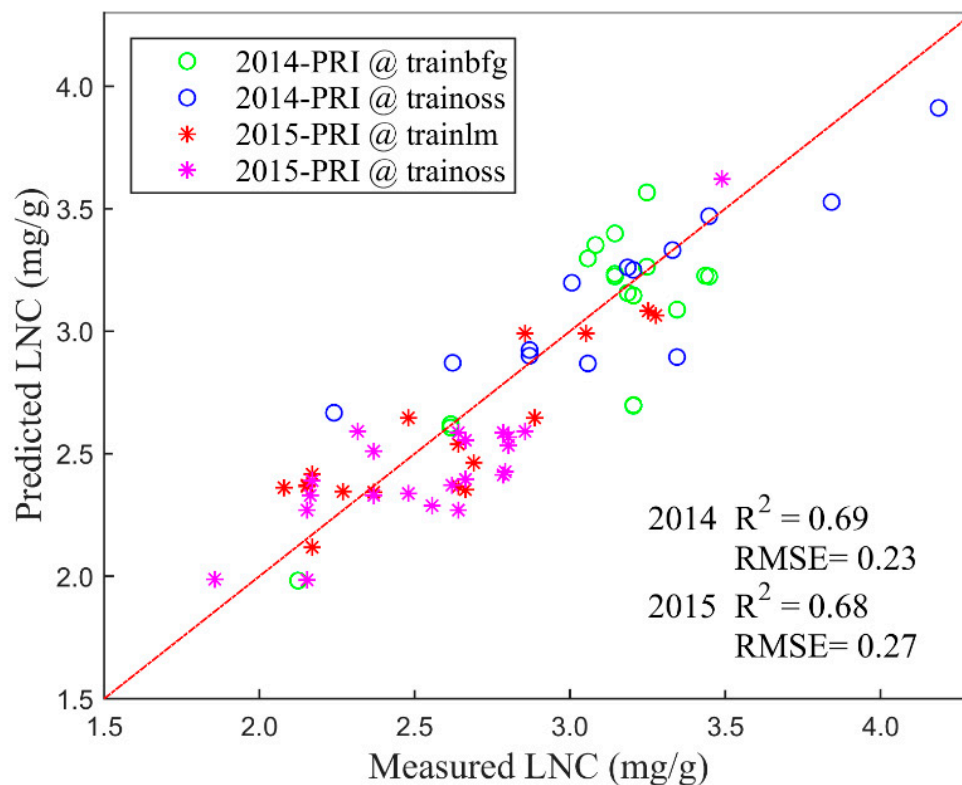 2014-PRI @ trainbfg
2014-PRI @ trainoss
2015-PRI @ trainlm
2015-PRI @ trainoss
4.0
3.5
3.0
2.5
2.0
1.5
Predicted LNC (mg/g)
2014 R² = 0.69
RMSE= 0.23
2015 R² = 0.68
RMSE= 0.27
1.5 2.0 2.5 3.0 3.5 4.0
Measured LNC (mg/g)